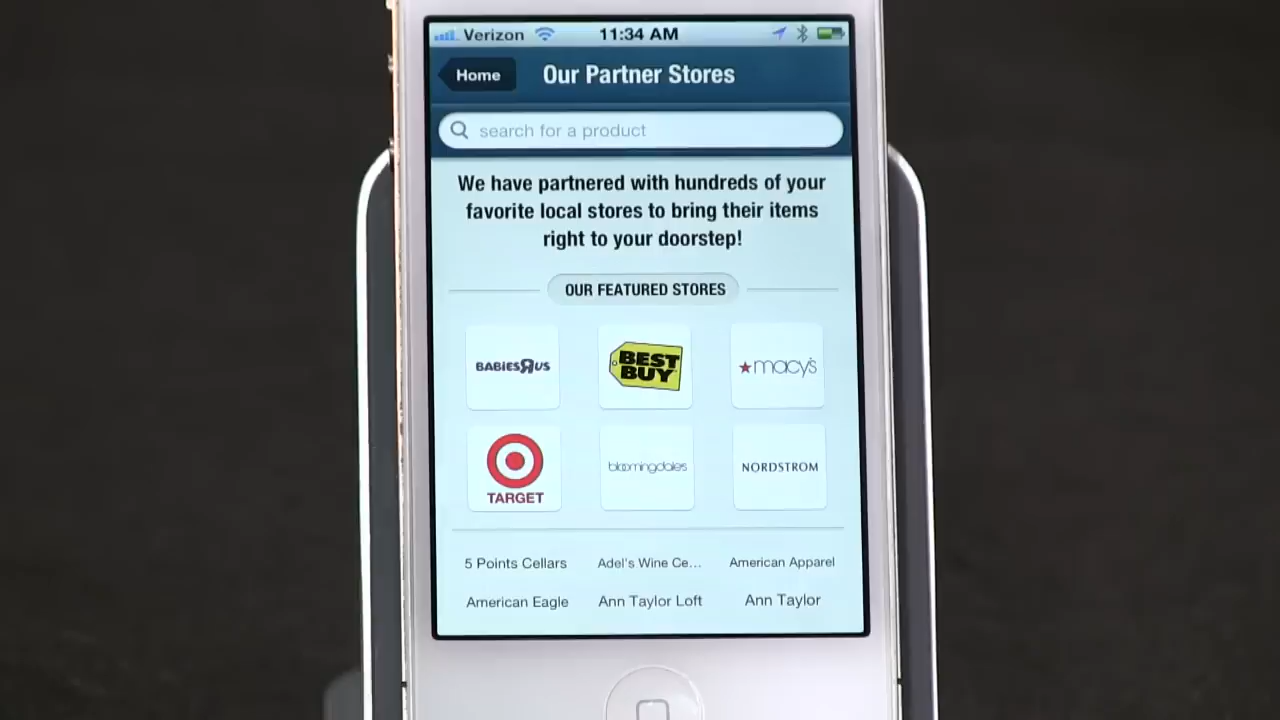 Verizon 11:34 AM
Home Our Partner Stores
search for a product
We have partnered with hundreds of your
favorite local stores to bring their items
right to your doorstep!
OUR FEATURED STORES
BABIESRUS
BEST
BUY
macy's
TARGET
bloomingdales
NORDSTROM
5 Points Cellars Adel's Wine Ce... American Apparel
American Eagle Ann Taylor Loft Ann Taylor